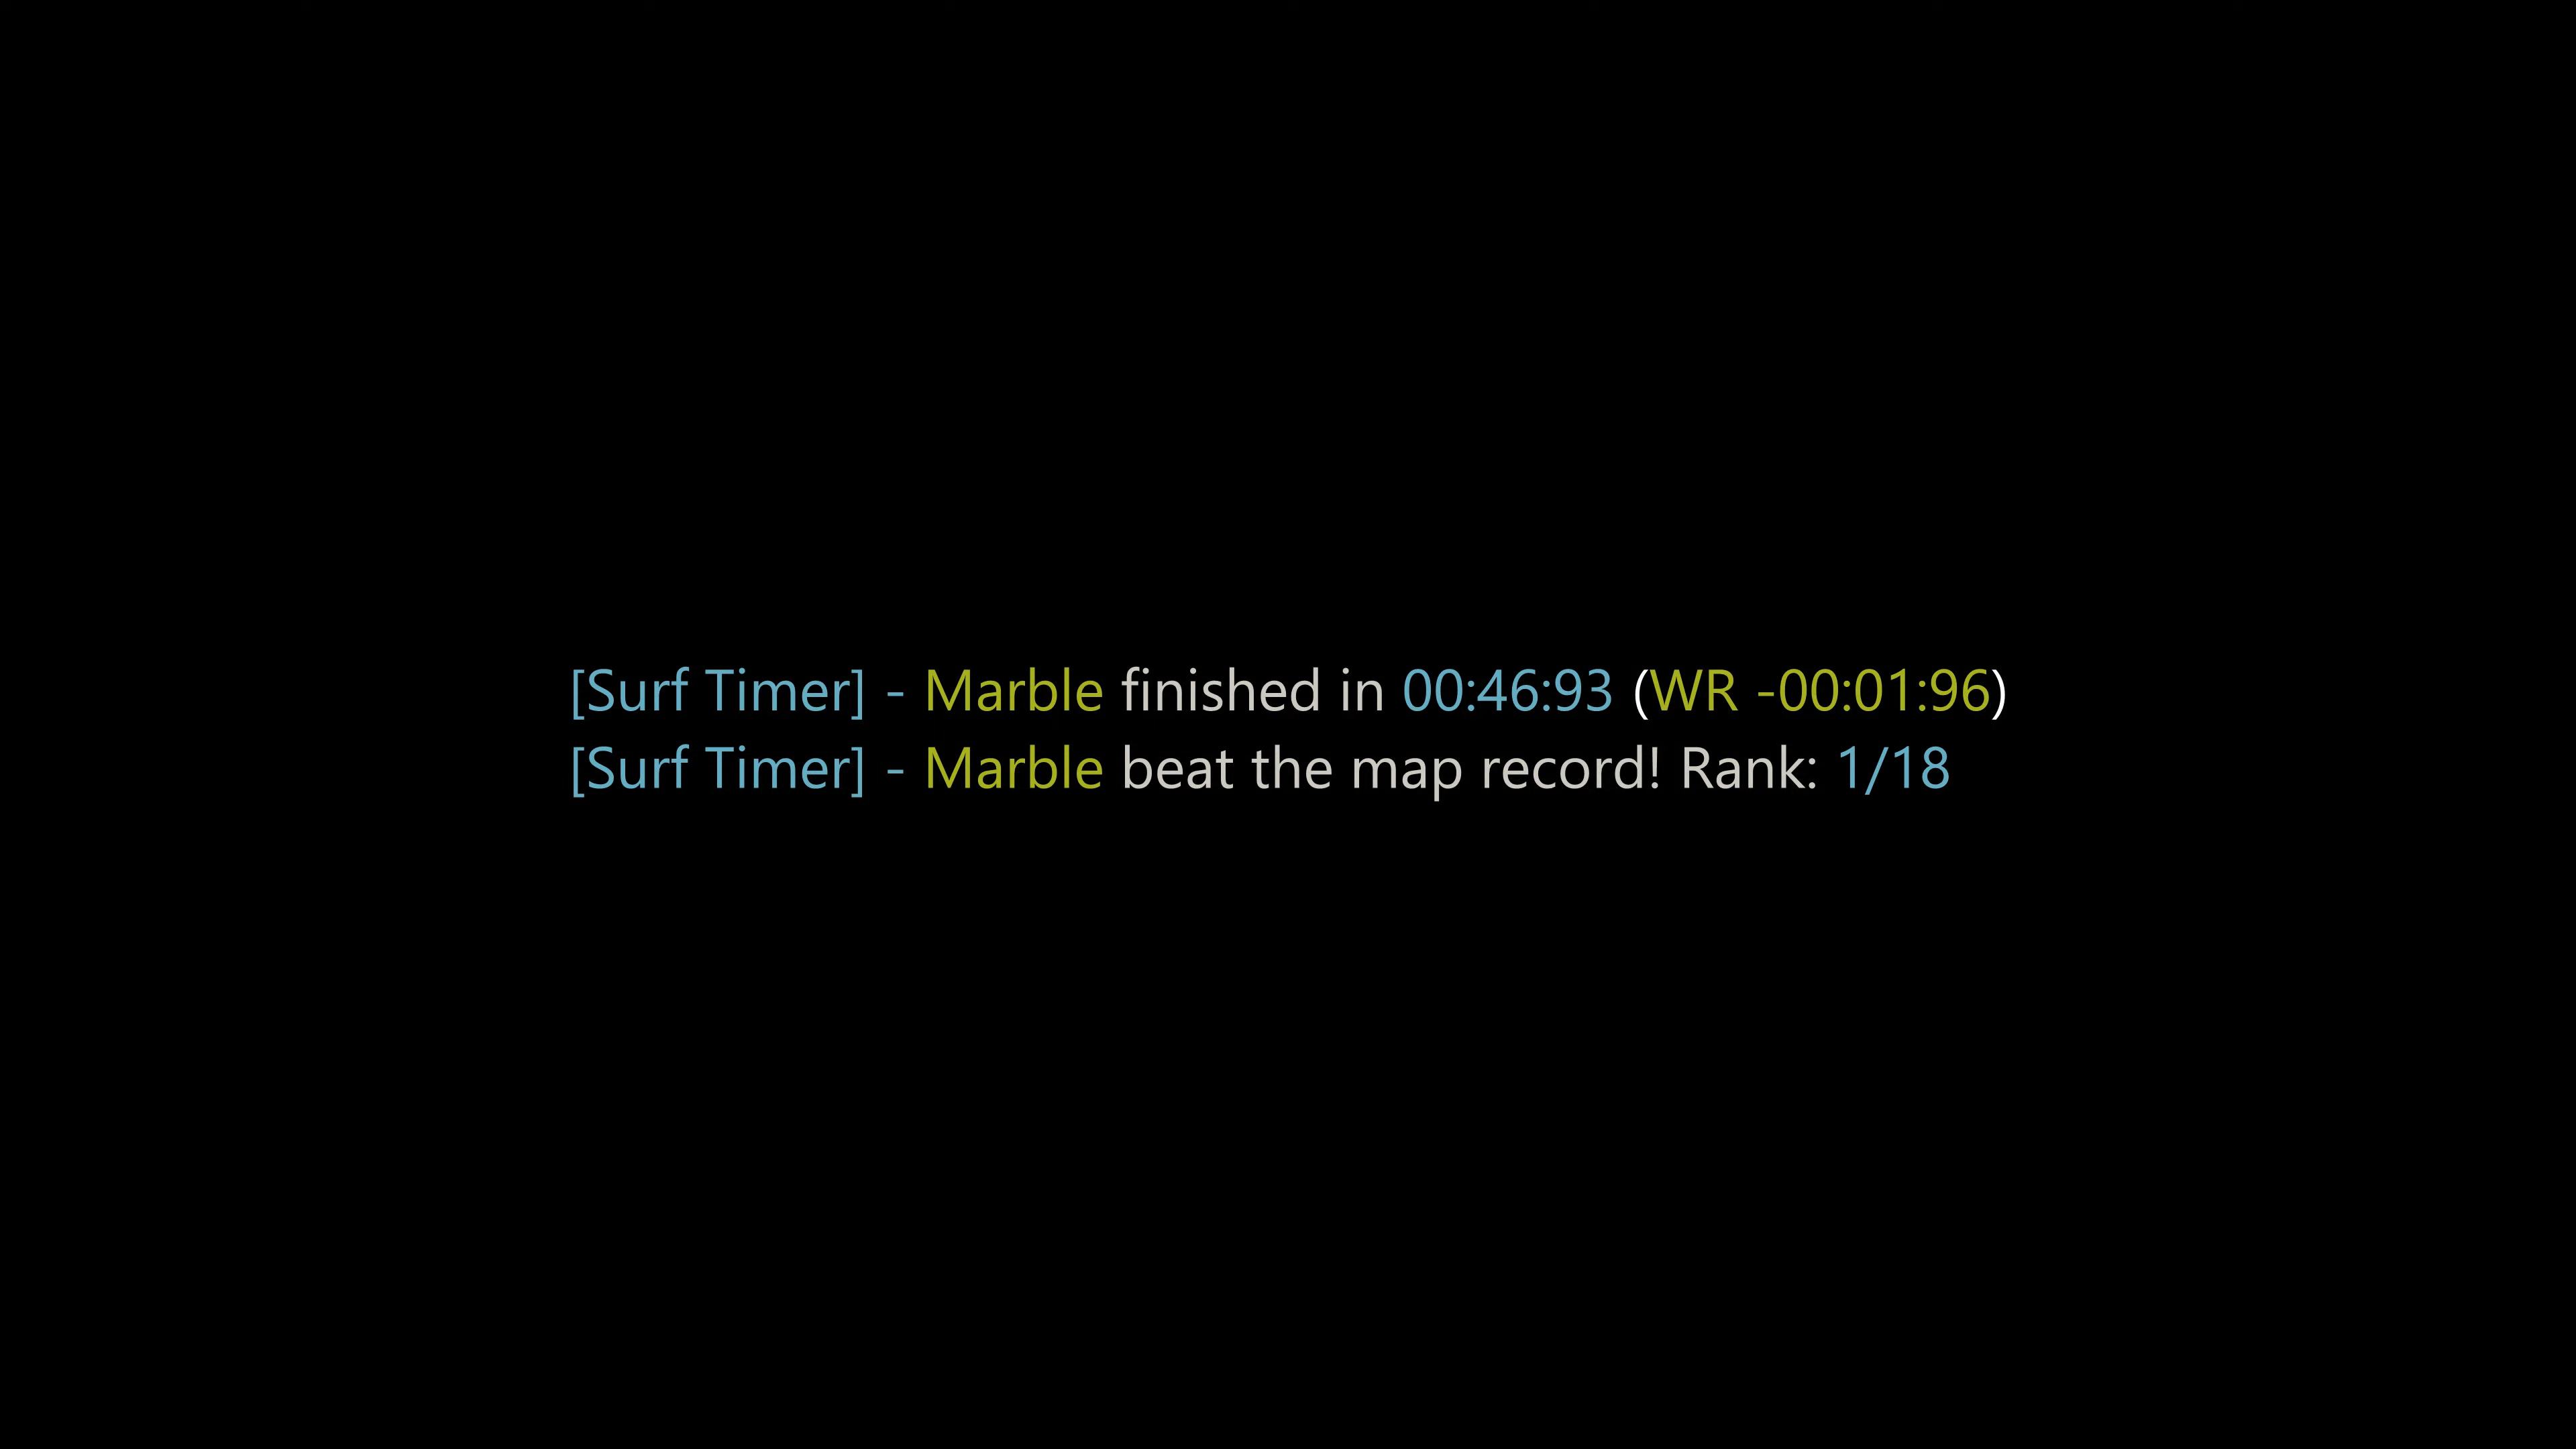 [Surf Timer] - Marble finished in 00:46:93 (WR -00:01:96)
[Surf Timer] - Marble beat the map record! Rank: 1/18